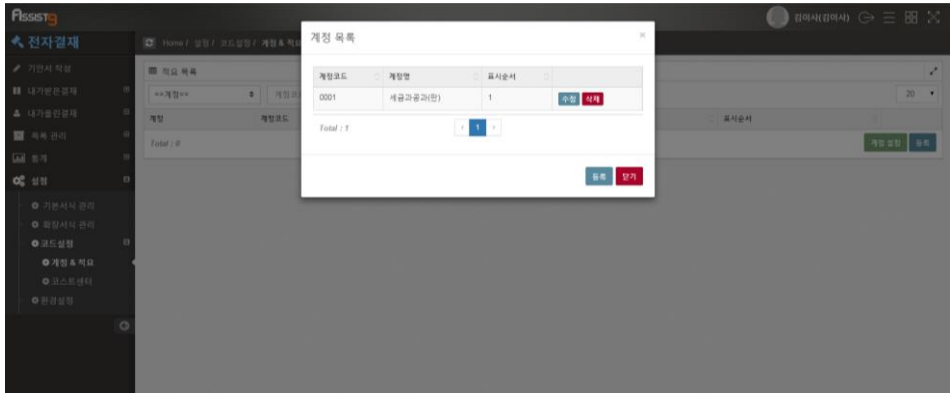 Assist9
김이사(김이사)
전자결재
Home / 설정 / 코드설정 / 계정 & 적요
기안서 작성
내가받은결재
내가올린결재
목록 관리
통계
설정
기본서식 관리
확장서식 관리
코드설정
계정 & 적요
코스트센터
환경설정
적요 목록
==계정==
20
계정
계정코드
표시순서
Total : 0
계정 설정
등록
계정 목록
×
계정코드 계정명 표시순서
0001 세금과공과(판) 1 수정 삭제
Total : 1
‹ 1 ›
등록 닫기